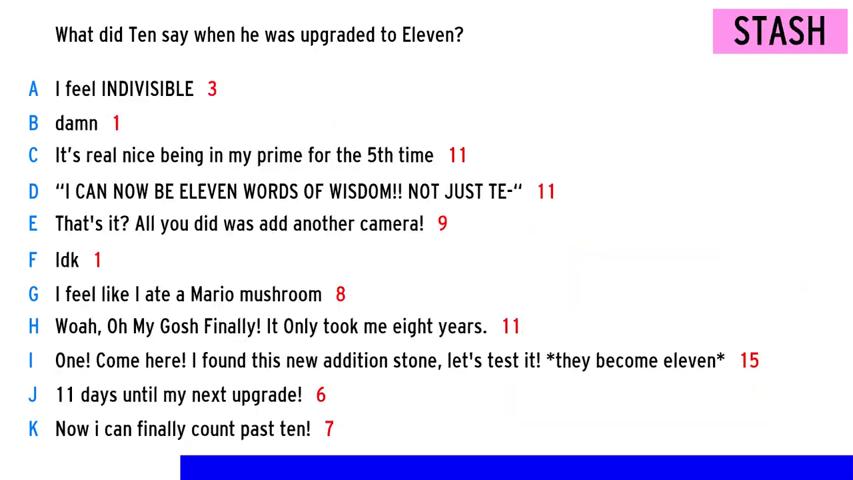 What did Ten say when he was upgraded to Eleven?
STASH
A I feel INDIVISIBLE 3
B damn 1
C It's real nice being in my prime for the 5th time 11
D “I CAN NOW BE ELEVEN WORDS OF WISDOM!! NOT JUST TE-“ 11
E That's it? All you did was add another camera! 9
F Idk 1
G I feel like I ate a Mario mushroom 8
H Woah, Oh My Gosh Finally! It Only took me eight years. 11
I One! Come here! I found this new addition stone, let's test it! *they become eleven* 15
J 11 days until my next upgrade! 6
K Now i can finally count past ten! 7